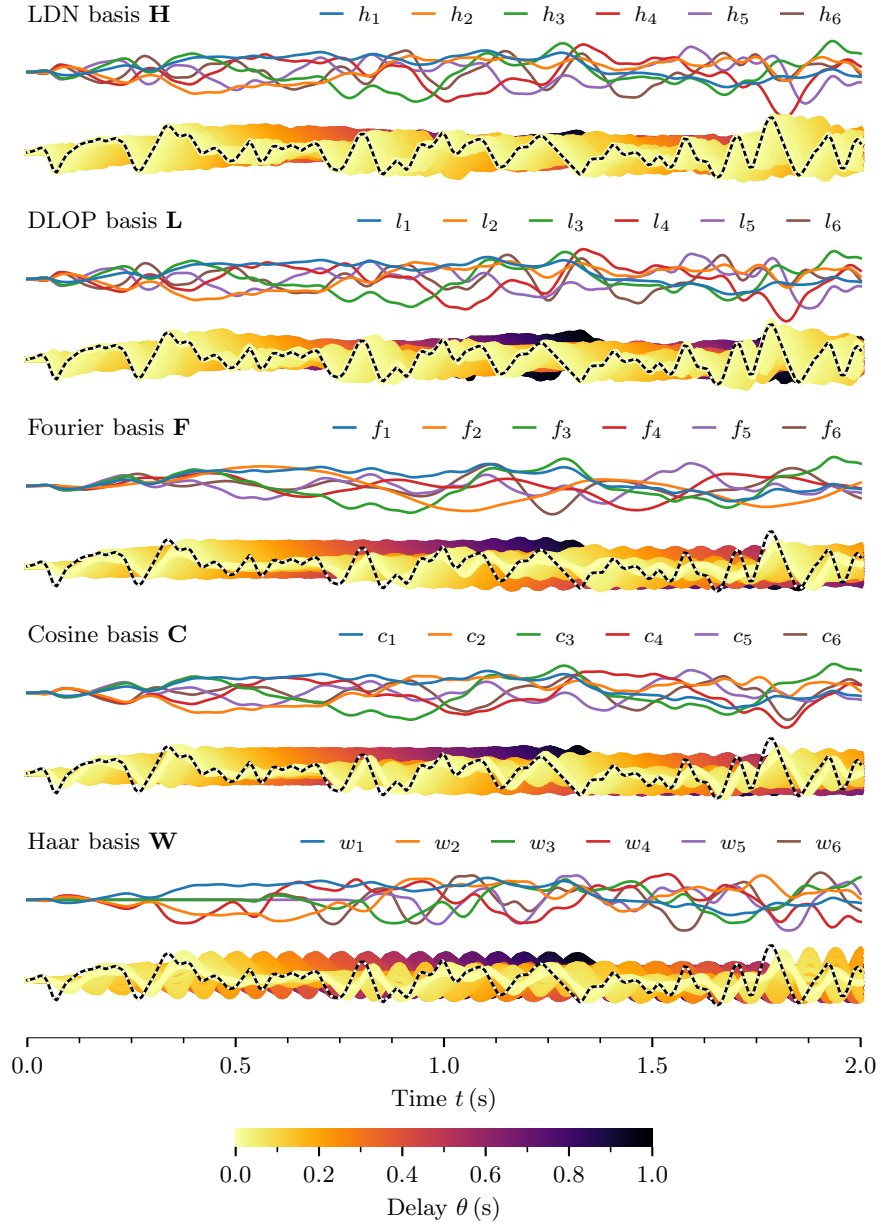 LDN basis H h₁ h₂ h₃ h₄ h₅ h₆
DLOP basis L l₁ l₂ l₃ l₄ l₅ l₆
Fourier basis F f₁ f₂ f₃ f₄ f₅ f₆
Cosine basis C c₁ c₂ c₃ c₄ c₅ c₆
Haar basis W w₁ w₂ w₃ w₄ w₅ w₆
0.0 0.5 1.0 1.5 2.0
Time t (s)
0.0 0.2 0.4 0.6 0.8 1.0
Delay θ (s)